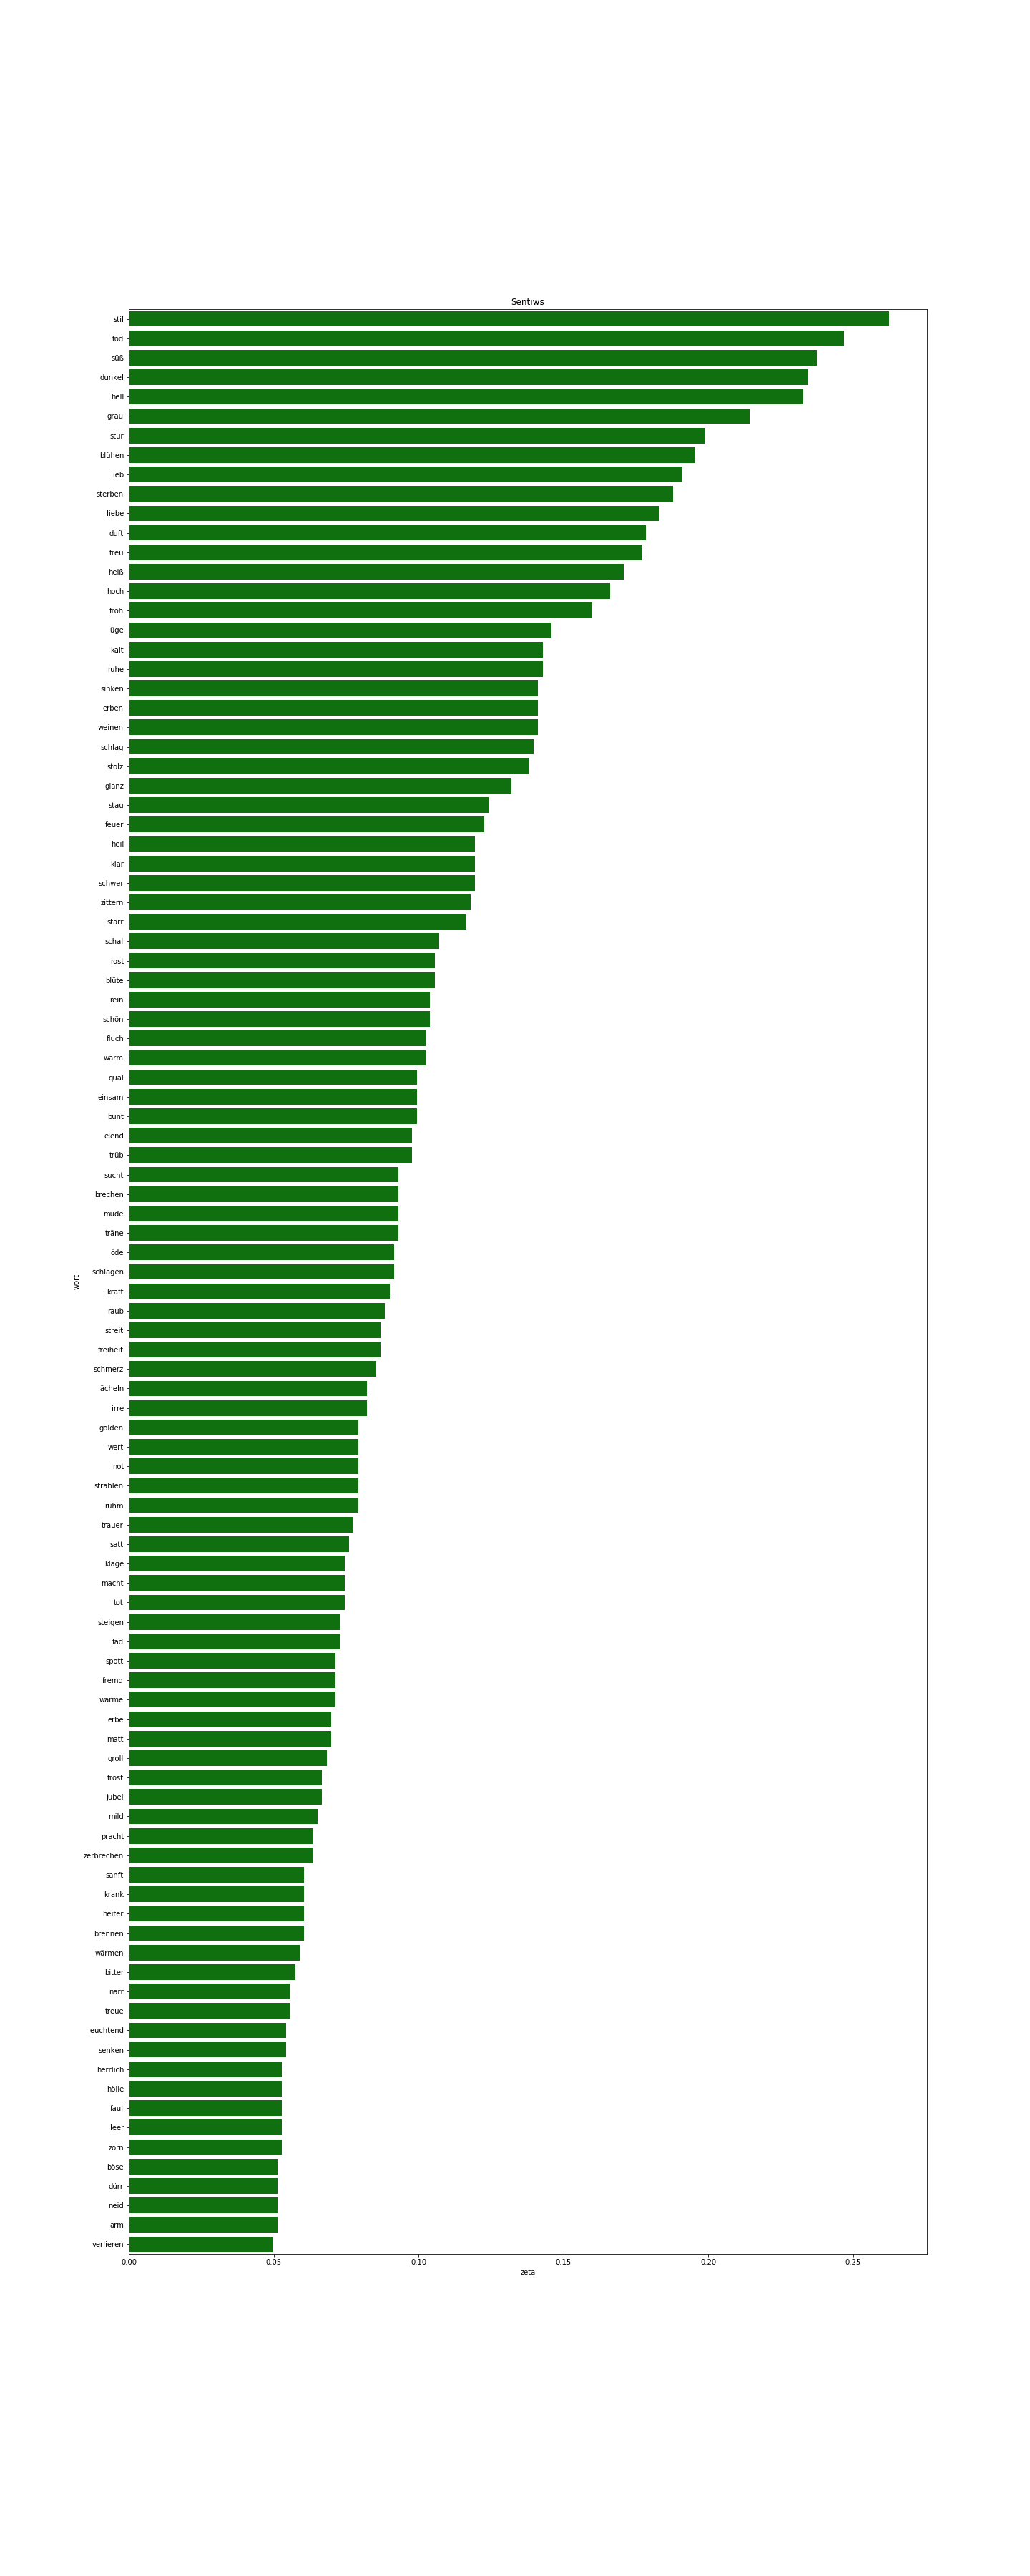 Sentiws
stil
tod
süß
dunkel
hell
grau
stur
blühen
lieb
sterben
liebe
duft
treu
heiß
hoch
froh
lüge
kalt
ruhe
sinken
erben
weinen
schlag
stolz
glanz
stau
feuer
heil
klar
schwer
zittern
starr
schal
rost
blüte
rein
schön
fluch
warm
qual
einsam
bunt
elend
trüb
sucht
brechen
müde
träne
öde
schlagen
wort
kraft
raub
streit
freiheit
schmerz
lächeln
irre
golden
wert
not
strahlen
ruhm
trauer
satt
klage
macht
tot
steigen
fad
spott
fremd
wärme
erbe
matt
groll
trost
jubel
mild
pracht
zerbrechen
sanft
krank
heiter
brennen
wärmen
bitter
narr
treue
leuchtend
senken
herrlich
hölle
faul
leer
zorn
böse
dürr
neid
arm
verlieren
0.00 0.05 0.10 0.15 0.20 0.25
zeta